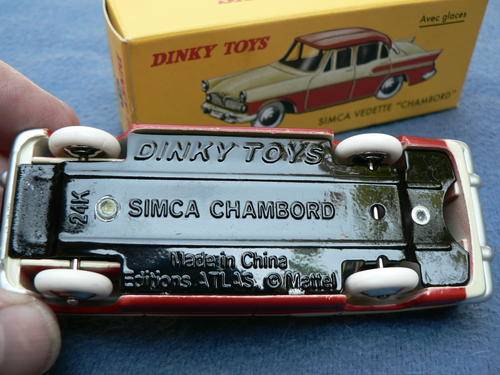 DINKY TOYS
Avec glaces
SIMCA VEDETTE "CHAMBORD"
DINKY TOYS
24K
SIMCA CHAMBORD
Made in China
Editions ATLAS. © Mattel